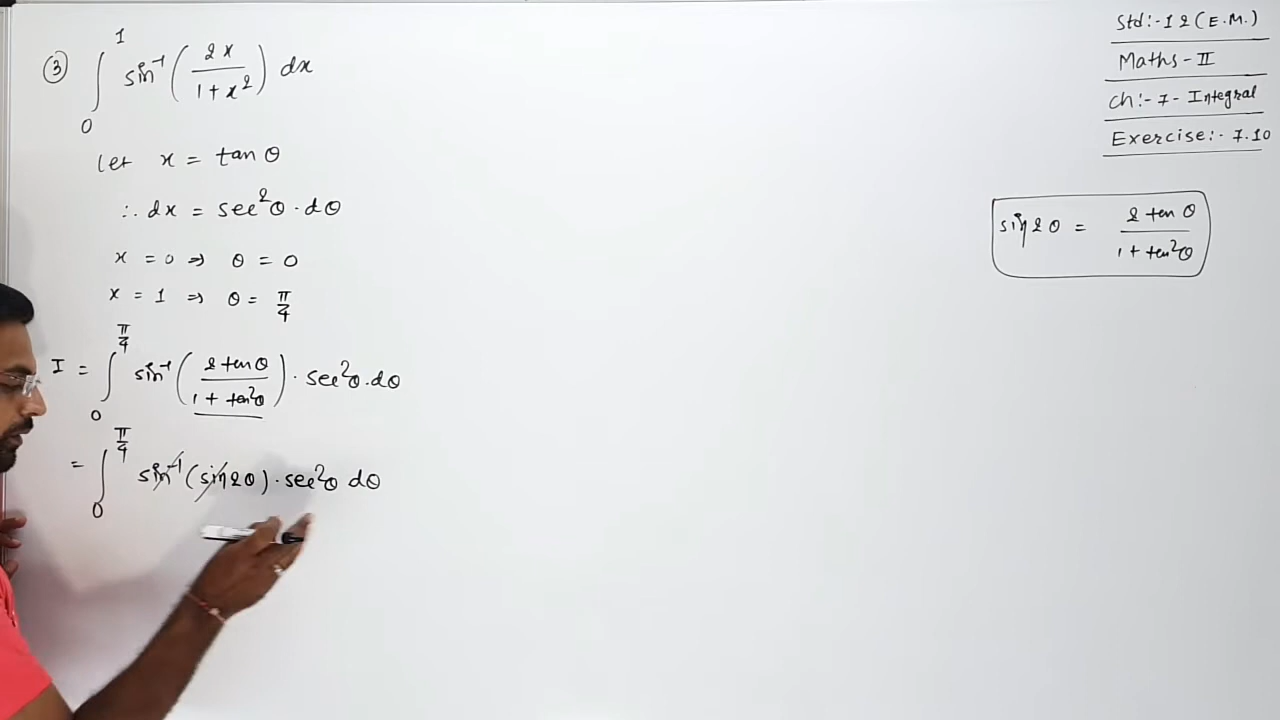 ③ ∫₀¹ sin⁻¹(2x / 1+x²) dx
Let x = tan θ
∴ dx = sec²θ · dθ
x = 0 ⇒ θ = 0
x = 1 ⇒ θ = π/4
I = ∫₀^(π/4) sin⁻¹(2 tan θ / 1 + tan²θ) · sec²θ · dθ
= ∫₀^(π/4) sin⁻¹(sin 2θ) · sec²θ dθ
Std:- 12 (E.M.)
Maths - II
Ch:- 7 - Integral
Exercise:- 7.10
sin 2θ = 2 tan θ / 1 + tan²θ